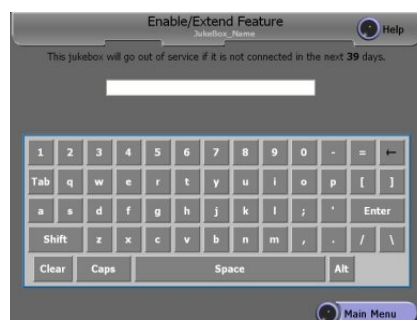 Enable/Extend Feature
JukeBox_Name
Help
This jukebox will go out of service if it is not connected in the next 39 days.
1 2 3 4 5 6 7 8 9 0 - = ←
Tab q w e r t y u i o p [ ]
a s d f g h j k l ; ' Enter
Shift z x c v b n m , . / \
Clear Caps Space Alt
Main Menu